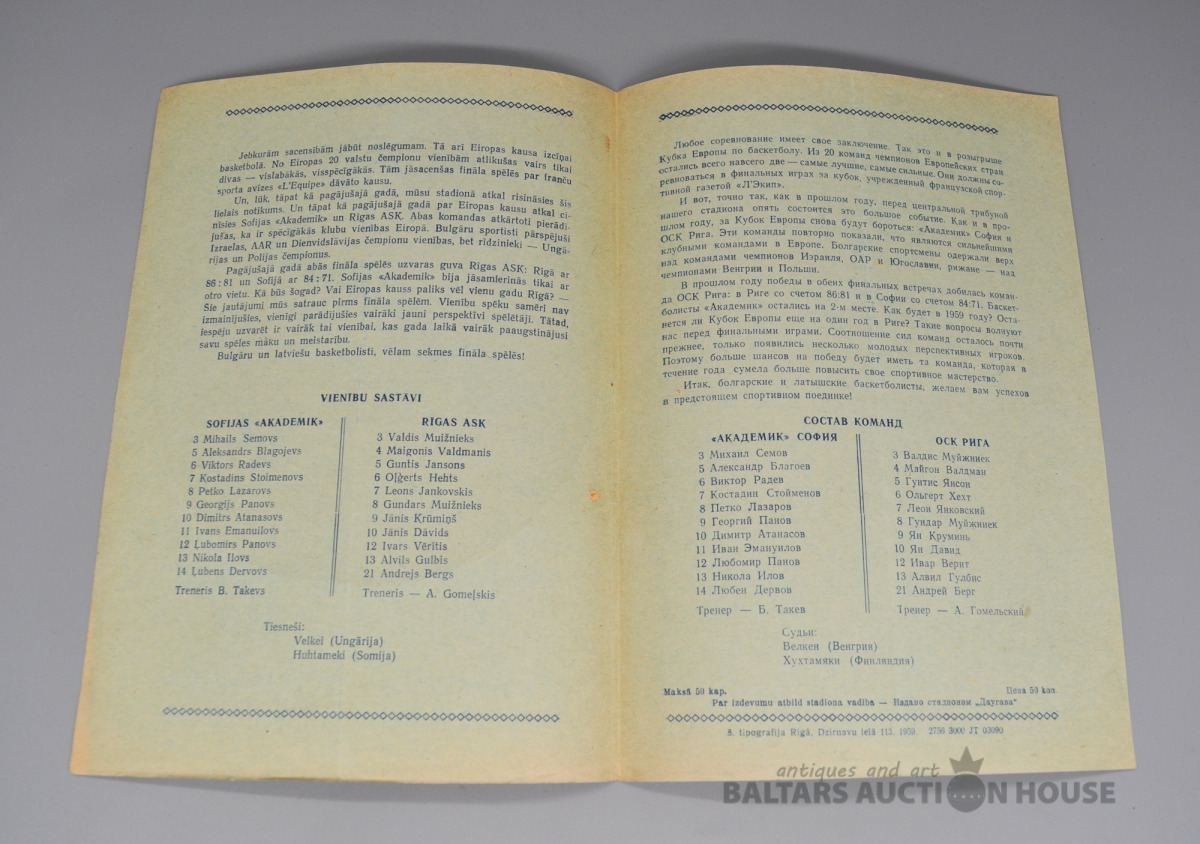 Jebkurām sacensībām jābūt noslēgumam. Tā arī Eiropas kausa izcīņai
basketbolā. No Eiropas 20 valstu čempionu vienībām atlikušas vairs tikai
divas — vislabākās, visspēcīgākās. Tām jāsacenšas fināla spēlēs par franču
sporta avīzes «L'Equipe» dāvāto kausu.
Un, lūk, tāpat kā pagājušajā gadā, mūsu stadionā atkal risināsies šis
lielais notikums. Un tāpat kā pagājušajā gadā par Eiropas kausu atkal cī-
nīsies Sofijas «Akademik» un Rīgas ASK. Abas komandas atkārtoti pierādī-
jušas, ka ir spēcīgākās klubu vienības Eiropā. Bulgāru sportisti pārspējuši
Izraelas, AAR un Dienvidslāvijas čempionu vienības, bet rīdzinieki — Ungā-
rijas un Polijas čempionus.
Pagājušajā gadā abās fināla spēlēs uzvaras guva Rīgas ASK: Rīgā ar
86:81 un Sofijā ar 84:71. Sofijas «Akademik» bija jāsamierinās tikai ar
otro vietu. Kā būs šogad? Vai Eiropas kauss paliks vēl vienu gadu Rīgā? —
Šie jautājumi mūs satrauc pirms fināla spēlēm. Vienību spēku samēri nav
izmainījušies, vienīgi parādījušies vairāki jauni perspektīvi spēlētāji. Tātad,
iespēju uzvarēt ir vairāk tai vienībai, kas gada laikā vairāk paaugstinājusi
savu spēles māku un meistarību.
Bulgāru un latviešu basketbolisti, vēlam sekmes fināla spēlēs!
VIENĪBU SASTĀVI
SOFIJAS «AKADEMIK»
3 Mihails Semovs
5 Aleksandrs Blagojevs
6 Viktors Radevs
7 Kostadins Stoimenovs
8 Petko Lazarovs
9 Georgijs Panovs
10 Dimitrs Atanasovs
11 Ivans Emanuilovs
12 Ļubomirs Panovs
13 Nikola Ilovs
14 Ļubens Dervovs
Treneris B. Takevs
RĪGAS ASK
3 Valdis Muižnieks
4 Maigonis Valdmanis
5 Guntis Jansons
6 Oļģerts Hehts
7 Leons Jankovskis
8 Gundars Muižnieks
9 Jānis Krūmiņš
10 Jānis Dāvids
12 Ivars Vērītis
13 Alvils Gulbis
21 Andrejs Bergs
Treneris — A. Gomeļskis
Tiesneši:
Velkei (Ungārija)
Huhtameki (Somija)
Любое соревнование имеет свое заключение. Так это и в розыгрыше
Кубка Европы по баскетболу. Из 20 команд чемпионов Европейских стран
остались всего навсего две — самые лучшие, самые сильные. Они должны со-
ревноваться в финальных играх за кубок, учрежденный французской спор-
тивной газетой «Л'Экип».
И вот, точно так, как в прошлом году, перед центральной трибуной
нашего стадиона опять состоится это большое событие. Как и в про-
шлом году, за Кубок Европы снова будут бороться: «Академик» София и
ОСК Рига. Эти команды повторно показали, что являются сильнейшими
клубными командами в Европе. Болгарские спортсмены одержали верх
над командами чемпионов Израиля, ОАР и Югославии, рижане — над
чемпионами Венгрии и Польши.
В прошлом году победы в обеих финальных встречах добилась коман-
да ОСК Рига: в Риге со счетом 86:81 и в Софии со счетом 84:71. Баскет-
болисты «Академик» остались на 2-м месте. Как будет в 1959 году? Оста-
нется ли Кубок Европы еще на один год в Риге? Такие вопросы волнуют
нас перед финальными играми. Соотношение сил команд осталось почти
прежнее, только появились несколько молодых перспективных игроков.
Поэтому больше шансов на победу будет иметь та команда, которая в
течение года сумела больше повысить свое спортивное мастерство.
Итак, болгарские и латышские баскетболисты, желаем вам успехов
в предстоящем спортивном поединке!
СОСТАВ КОМАНД
«АКАДЕМИК» СОФИЯ
3 Михаил Семов
5 Александр Благоев
6 Виктор Радев
7 Костадин Стойменов
8 Петко Лазаров
9 Георгий Панов
10 Димитр Атанасов
11 Иван Эмануилов
12 Любомир Панов
13 Никола Илов
14 Любен Дервов
Тренер — Б. Такев
ОСК РИГА
3 Валдис Муйжниек
4 Майгон Валдман
5 Гунтис Янсон
6 Ольгерт Хехт
7 Леон Янковский
8 Гундар Муйжниек
9 Ян Круминь
10 Ян Давид
12 Ивар Верит
13 Алвил Гулбис
21 Андрей Берг
Тренер — А. Гомельский
Судьи:
Велкеи (Венгрия)
Хухтамяки (Финляндия)
Maksā 50 kap. Цена 50 коп.
Par izdevumu atbild stadiona vadība — Издано стадионом „Даугава“
3. tipografija Rīgā, Dzirnavu ielā 113. 1959. 2756 3000 JT 03090
antiques and art
BALTARS AUCTION HOUSE